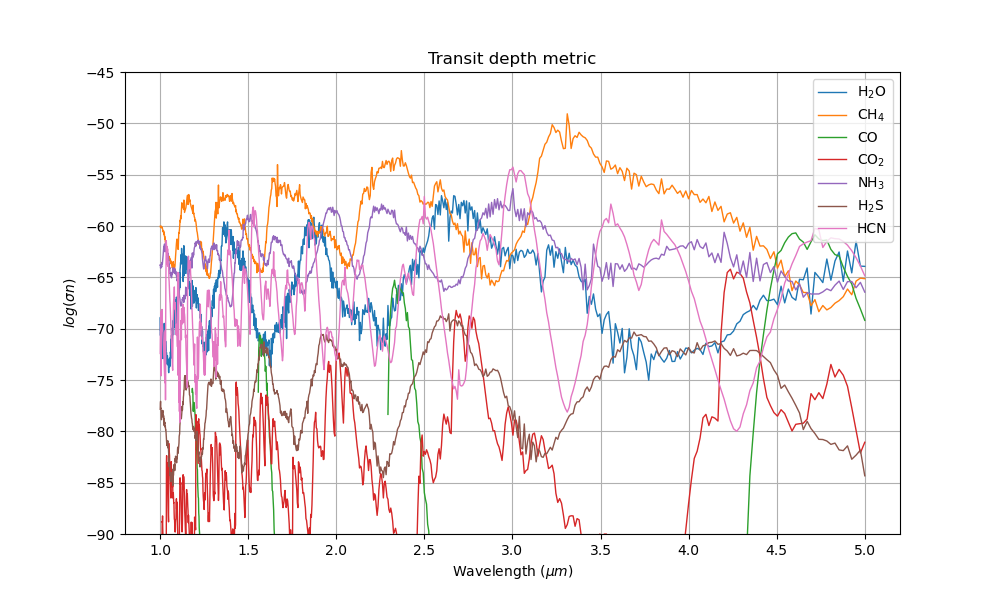 Transit depth metric
−45
−50
−55
−60
−65
−70
−75
−80
−85
−90
log(σn)
H₂O
CH₄
CO
CO₂
NH₃
H₂S
HCN
1.0 1.5 2.0 2.5 3.0 3.5 4.0 4.5 5.0
Wavelength (μm)